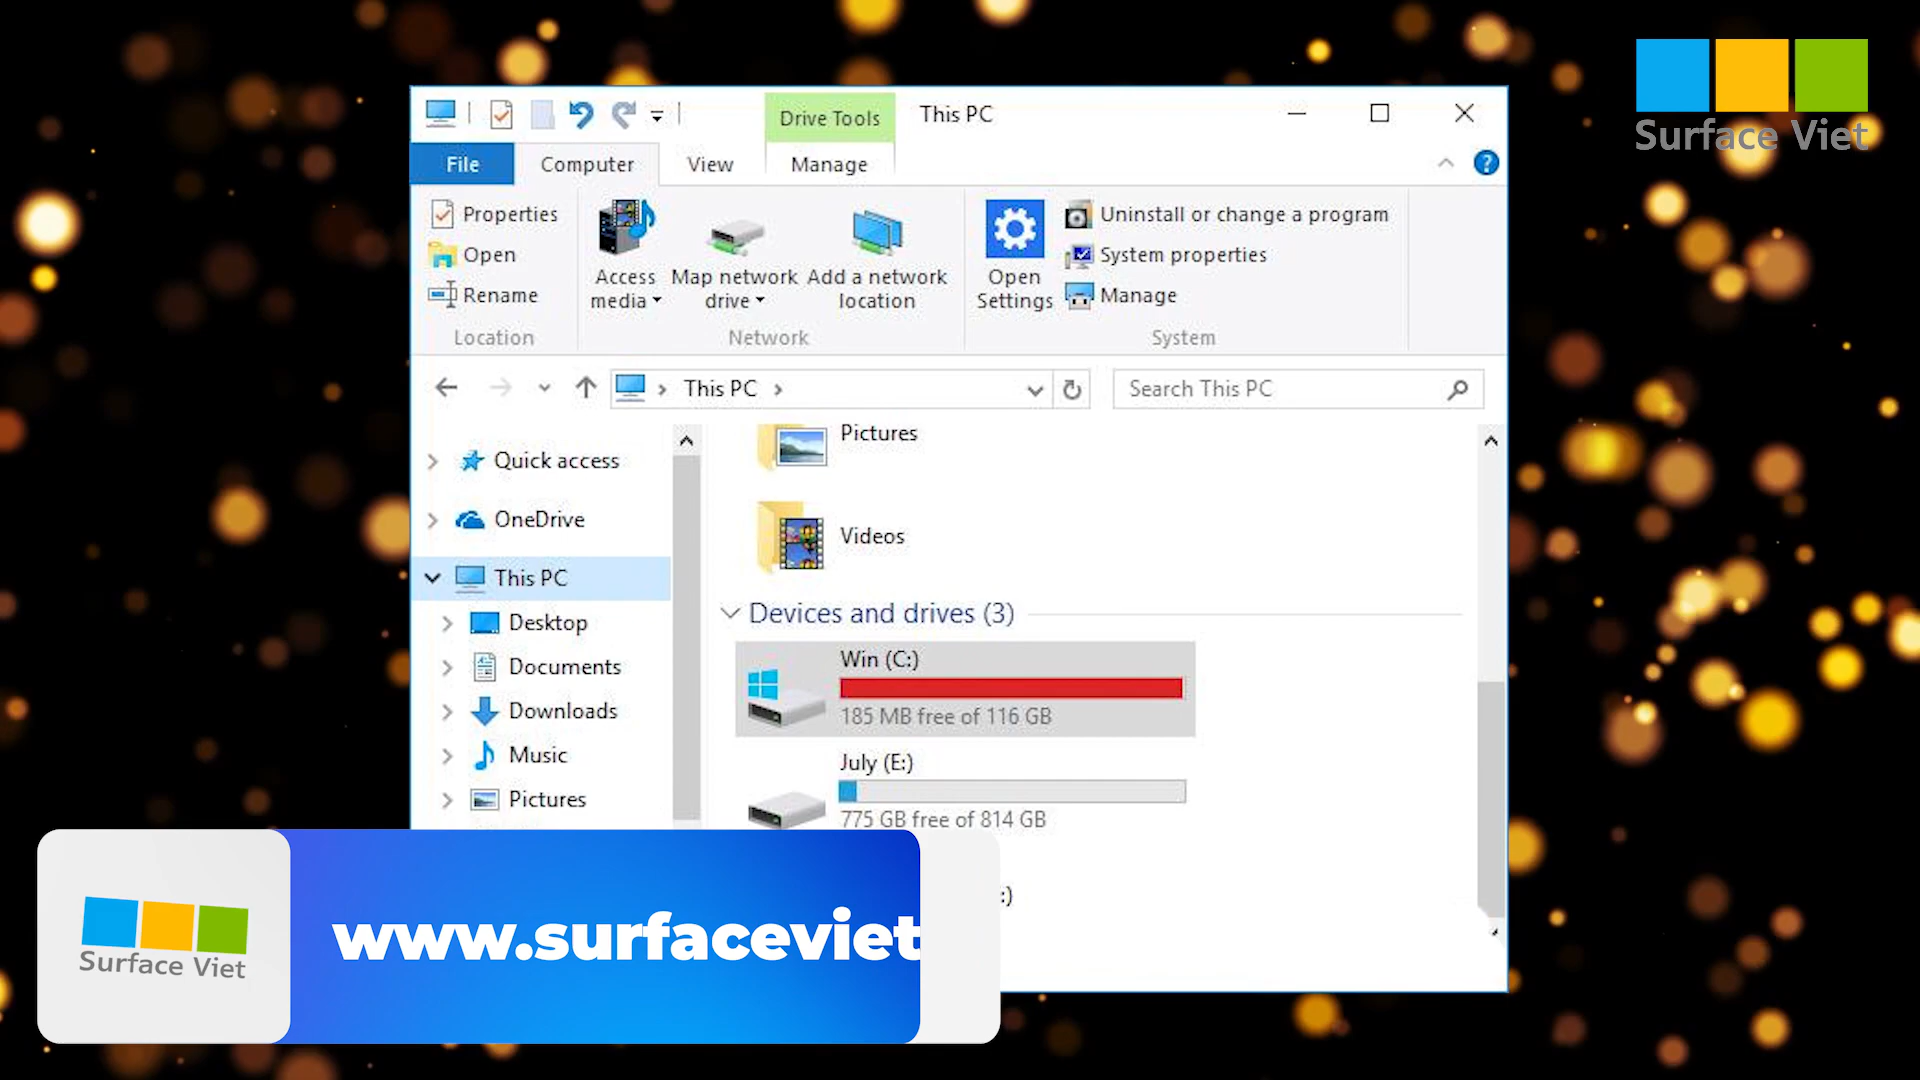 Surface Viet
Drive Tools
This PC
File
Computer
View
Manage
Properties
Open
Rename
Location
Access
media
Map network
drive
Add a network
location
Network
Open
Settings
Uninstall or change a program
System properties
Manage
System
This PC
Search This PC
Quick access
OneDrive
This PC
Desktop
Documents
Downloads
Music
Pictures
Pictures
Videos
Devices and drives (3)
Win (C:)
185 MB free of 116 GB
July (E:)
775 GB free of 814 GB
:)
Surface Viet
www.surfaceviet